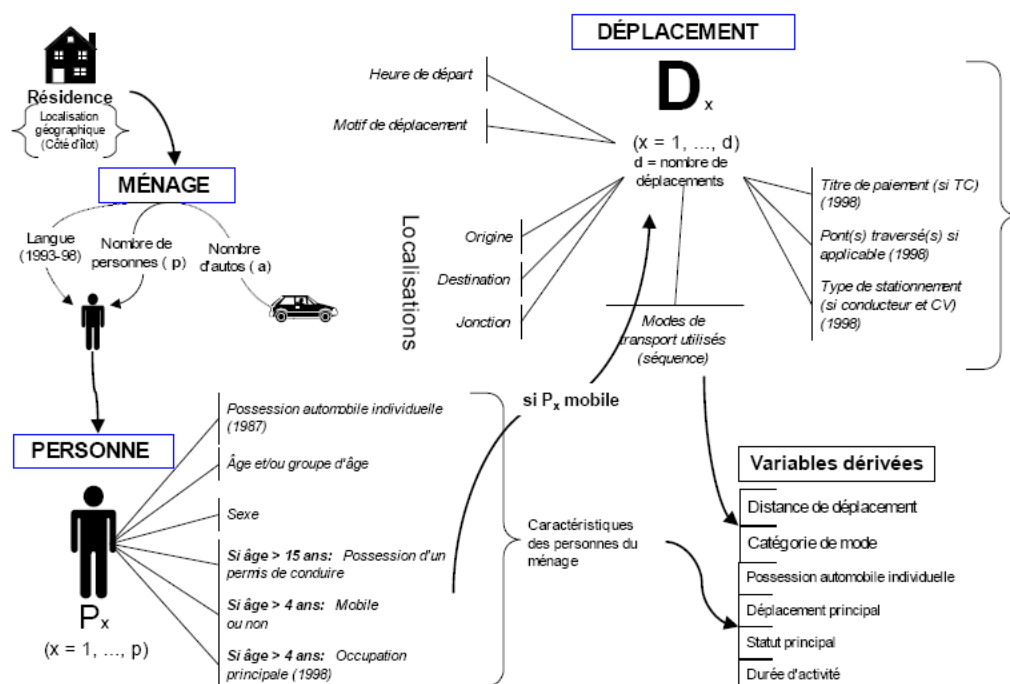 Résidence
Localisation
géographique
(Côté d'îlot)
MÉNAGE
Langue
(1993-98)
Nombre de
personnes ( p)
Nombre
d'autos ( a)
PERSONNE
P x
(x = 1, ..., p)
Possession automobile individuelle
(1987)
Âge et/ou groupe d'âge
Sexe
Si âge > 15 ans: Possession d'un
permis de conduire
Si âge > 4 ans: Mobile
ou non
Si âge > 4 ans: Occupation
principale (1998)
Caractéristiques
des personnes du
ménage
si Px mobile
DÉPLACEMENT
D x
(x = 1, ..., d)
d = nombre de
déplacements
Heure de départ
Motif de déplacement
Localisations
Origine
Destination
Jonction
Modes de
transport utilisés
(séquence)
Titre de paiement (si TC)
(1998)
Pont(s) traversé(s) si
applicable (1998)
Type de stationnement
(si conducteur et CV)
(1998)
Variables dérivées
Distance de déplacement
Catégorie de mode
Possession automobile individuelle
Déplacement principal
Statut principal
Durée d'activité